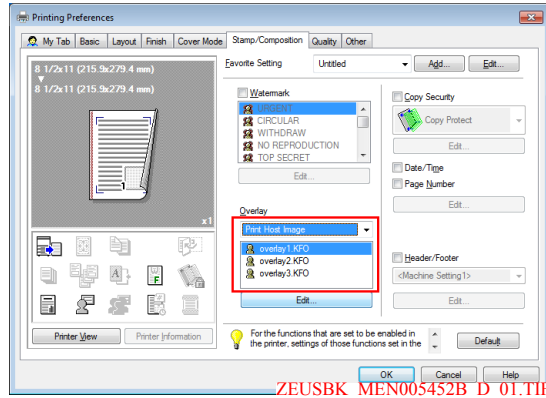 Printing Preferences
My Tab Basic Layout Finish Cover Mode Stamp/Composition Quality Other
8 1/2x11 (215.9x279.4 mm)
8 1/2x11 (215.9x279.4 mm)
1
x1
Printer View Printer Information
Favorite Setting Untitled Add... Edit...
Watermark
URGENT
CIRCULAR
WITHDRAW
NO REPRODUCTION
TOP SECRET
Edit...
Overlay
Print Host Image
overlay1.KFO
overlay2.KFO
overlay3.KFO
Edit...
Copy Security
Copy Protect
Edit...
Date/Time
Page Number
Edit...
Header/Footer
<Machine Setting1>
Edit...
For the functions that are set to be enabled in
the printer, settings of those functions set in the
Default
OK Cancel Help